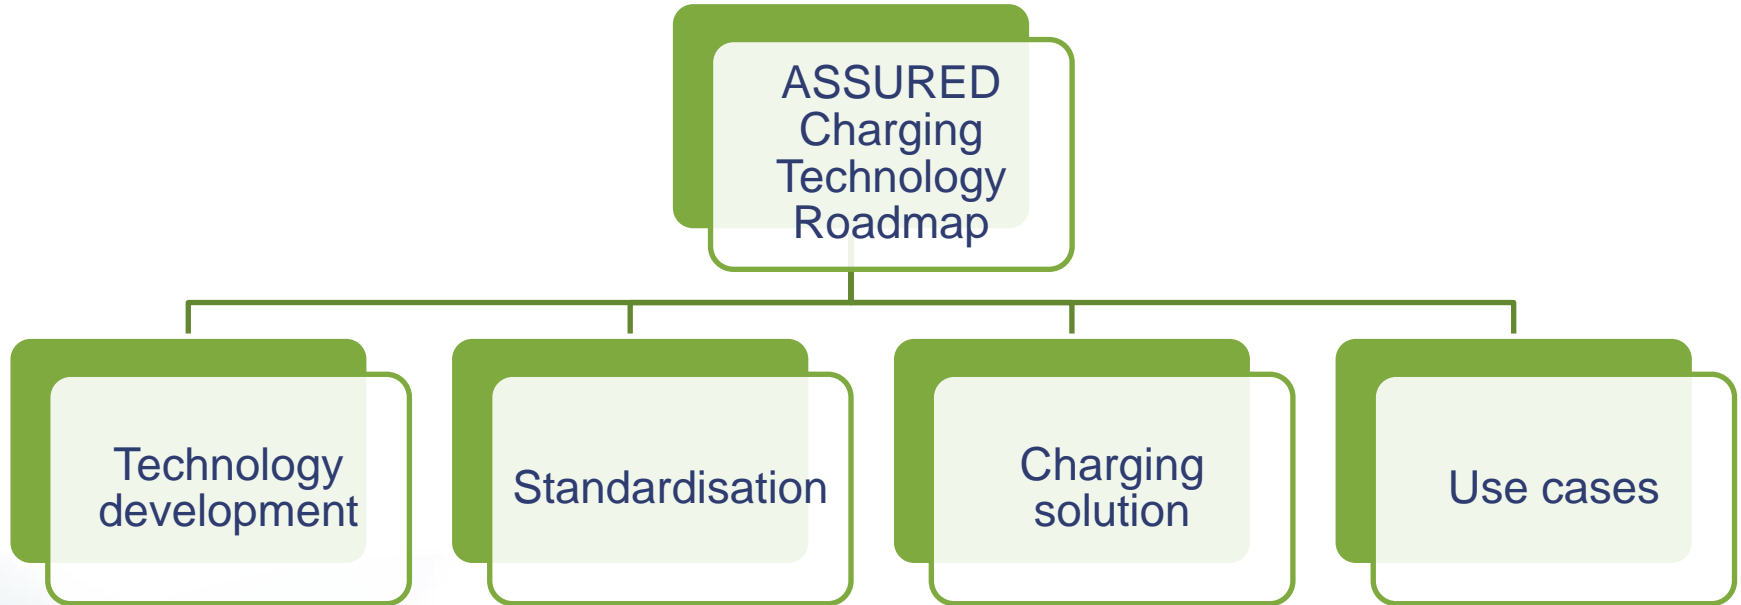 ASSURED
Charging
Technology
Roadmap
Technology
development
Standardisation
Charging
solution
Use cases